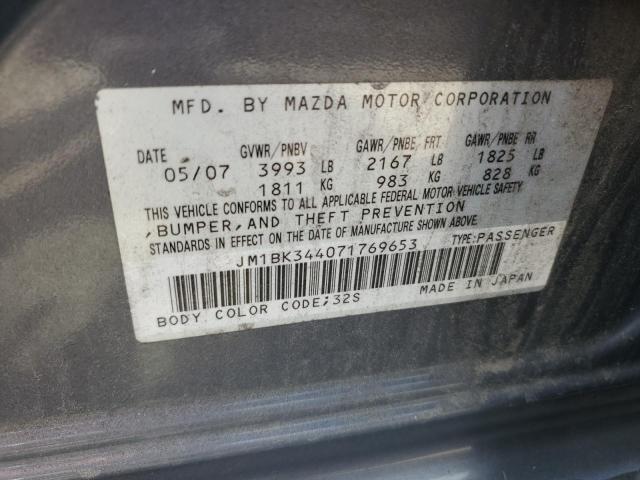 MFD. BY MAZDA MOTOR CORPORATION
DATE GVWR/PNBV GAWR/PNBE FRT GAWR/PNBE RR
05/07 3993 LB 2167 LB 1825 LB
1811 KG 983 KG 828 KG
THIS VEHICLE CONFORMS TO ALL APPLICABLE FEDERAL MOTOR VEHICLE SAFETY
,BUMPER,AND THEFT PREVENTION
STANDARDS IN EFFECT ON THE DATE OF MANUFACTURE SHOWN ABOVE.
JM1BK344071769653 TYPE:PASSENGER
BODY COLOR CODE:32S MADE IN JAPAN